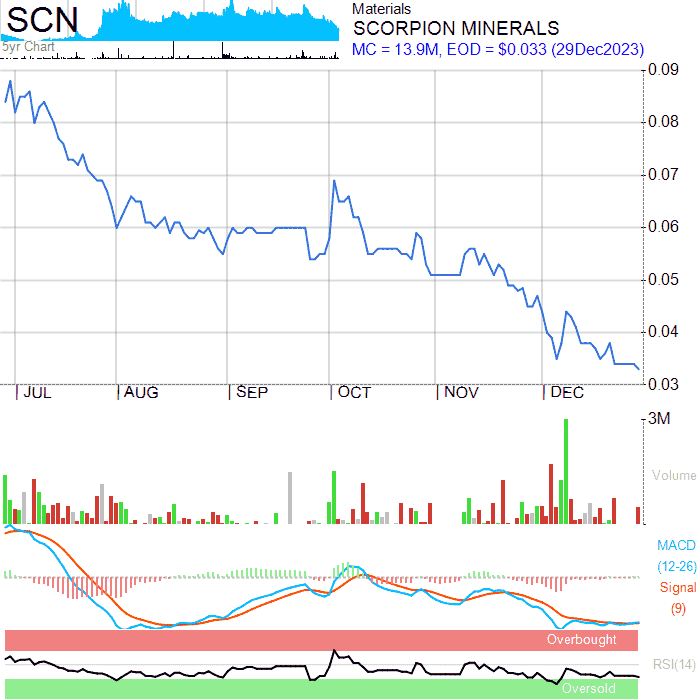 SCN
5yr Chart
Materials
SCORPION MINERALS
MC = 13.9M, EOD = $0.033 (29Dec2023)
0.09
0.08
0.07
0.06
0.05
0.04
0.03
JUL AUG SEP OCT NOV DEC
3M
Volume
MACD
(12-26)
Signal
(9)
Overbought
RSI(14)
Oversold